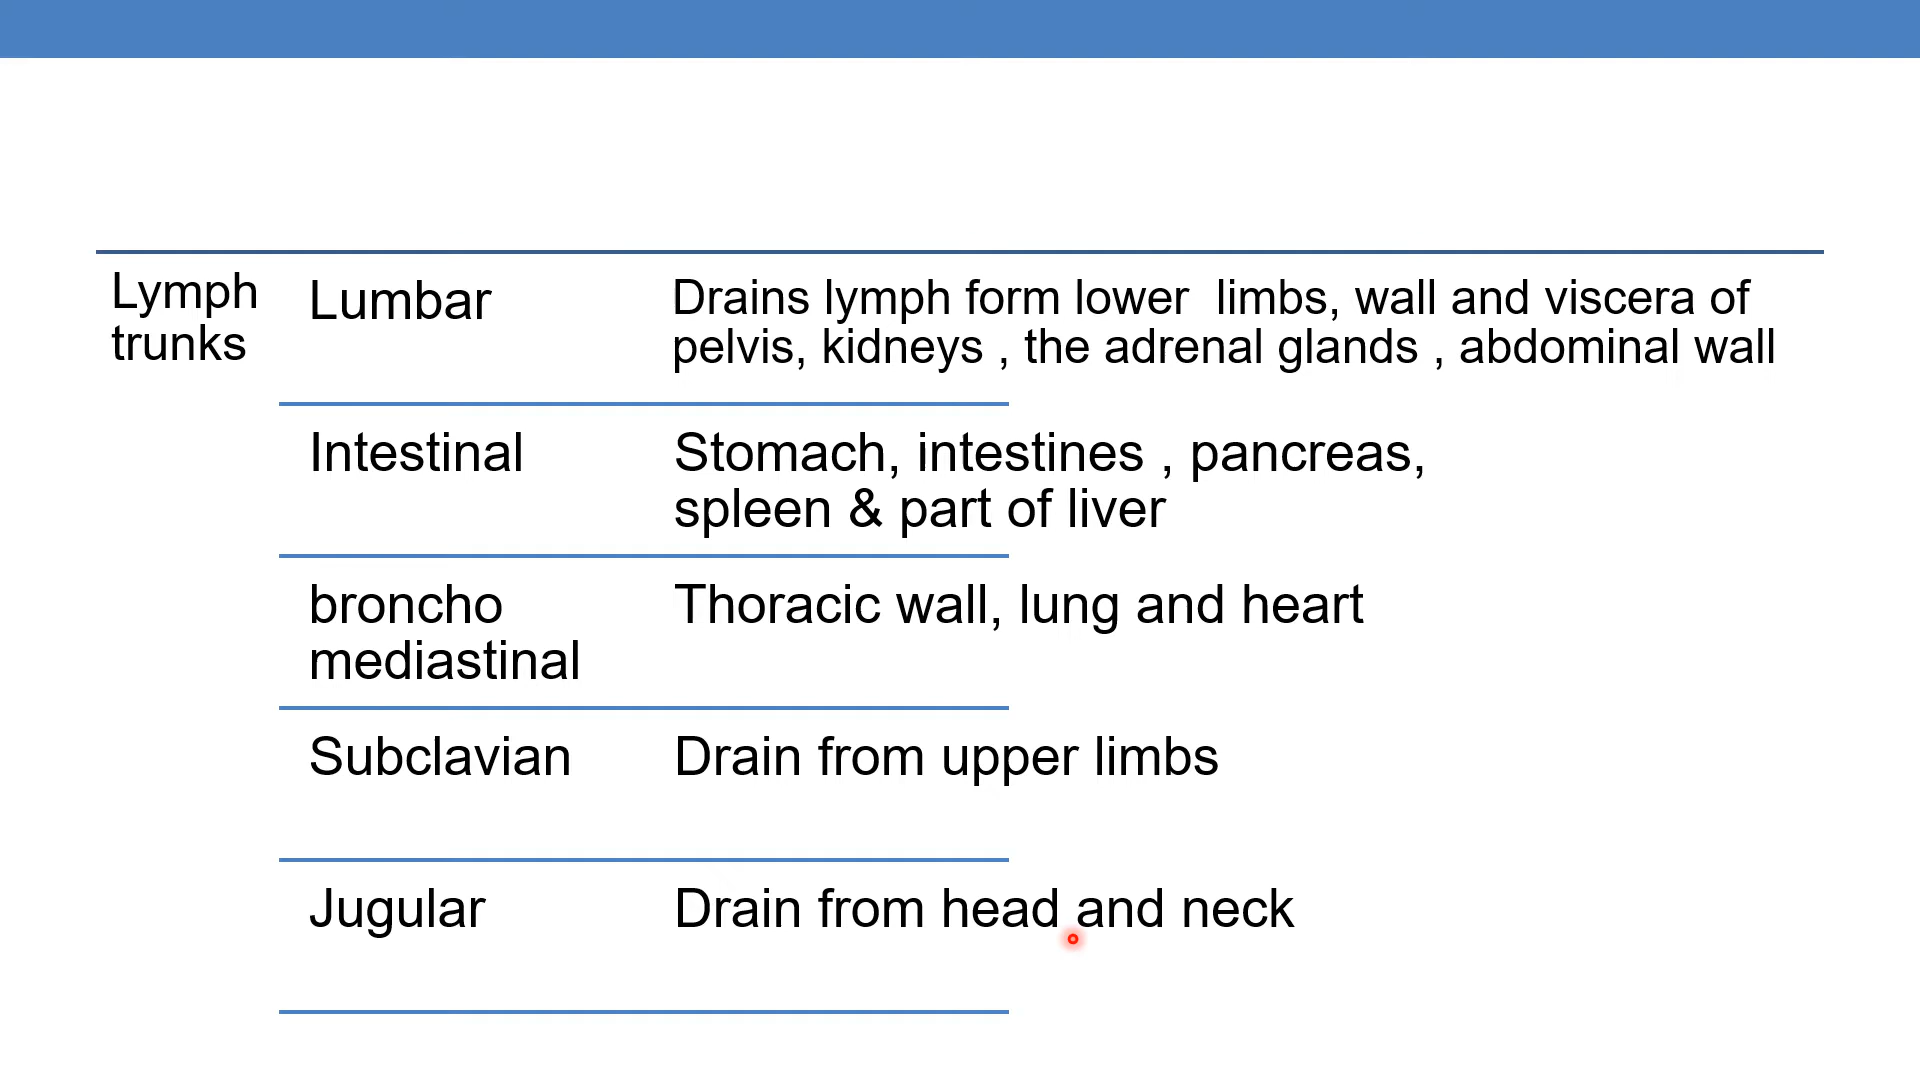 Lymph
trunks
Lumbar
Drains lymph form lower  limbs, wall and viscera of
pelvis, kidneys , the adrenal glands , abdominal wall
Intestinal
Stomach, intestines , pancreas,
spleen & part of liver
broncho
mediastinal
Thoracic wall, lung and heart
Subclavian
Drain from upper limbs
Jugular
Drain from head and neck